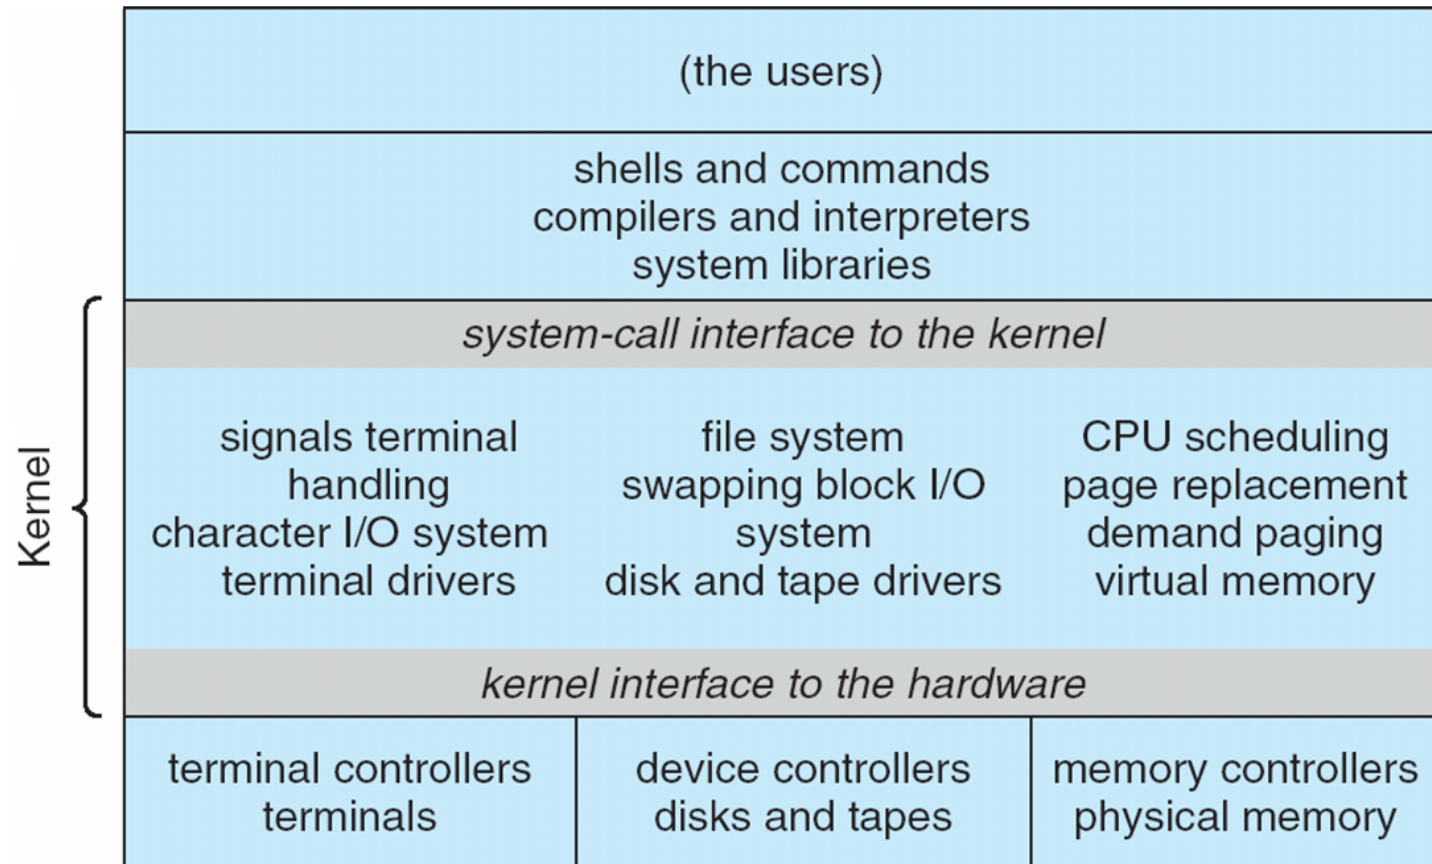 (the users)
shells and commands
compilers and interpreters
system libraries
Kernel
system-call interface to the kernel
signals terminal
handling
character I/O system
terminal drivers
file system
swapping block I/O
system
disk and tape drivers
CPU scheduling
page replacement
demand paging
virtual memory
kernel interface to the hardware
terminal controllers
terminals
device controllers
disks and tapes
memory controllers
physical memory